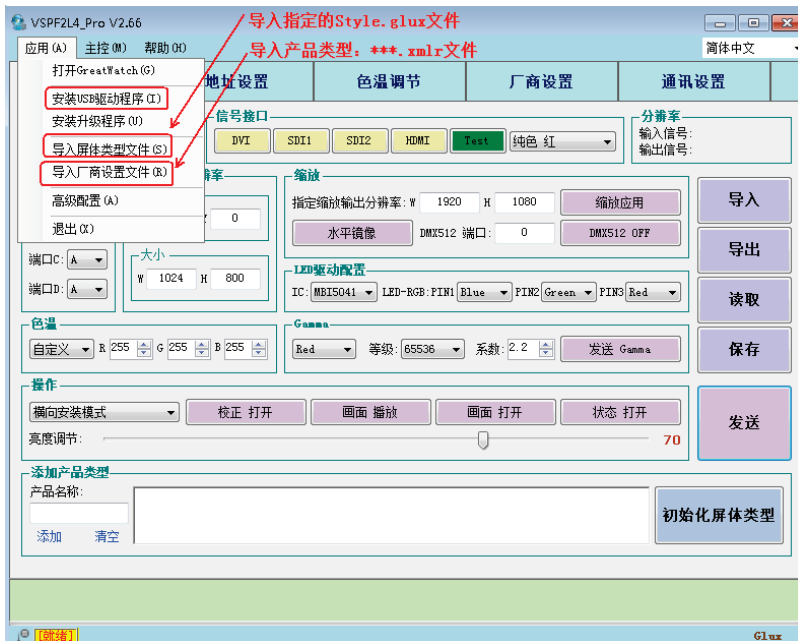 VSPF2L4_Pro V2.66
导入指定的Style.glux文件
应用(A) 主控(M) 帮助(H)
导入产品类型：***.xmlr文件
简体中文
打开GreatWatch(G)
安装USB驱动程序(I)
安装升级程序(U)
导入屏体类型文件(S)
导入厂商设置文件(R)
高级配置(A)
退出(X)
地址设置 色温调节 厂商设置 通讯设置
信号接口
DVI SDI1 SDI2 HDMI Test 纯色 红
分辨率
输入信号:
输出信号:
辨率
0
缩放
指定缩放输出分辨率: W 1920 H 1080 缩放应用
水平镜像 DMX512 端口: 0 DMX512 OFF
导入
导出
读取
保存
发送
端口C: A
端口D: A
大小
W 1024 H 800
LED驱动配置
IC: MBI5041 LED-RGB:PIN1 Blue PIN2 Green PIN3 Red
色温
自定义 R 255 G 255 B 255
Gamma
Red 等级: 65536 系数: 2.2 发送 Gamma
操作
横向安装模式 校正 打开 画面 播放 画面 打开 状态 打开
亮度调节: 70
添加产品类型
产品名称:
添加 清空
初始化屏体类型
[就绪]
Glux